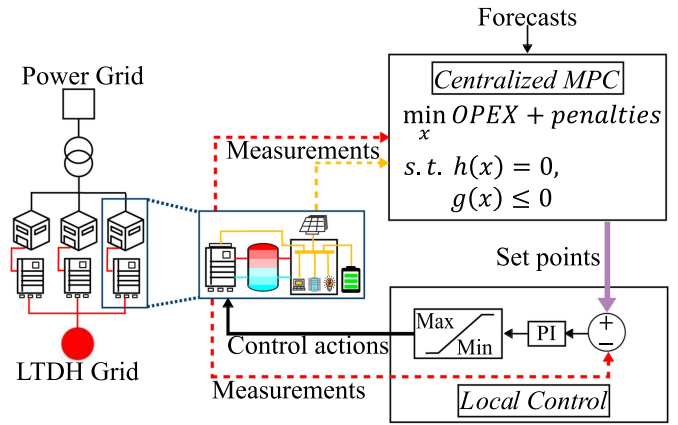 Forecasts
Power Grid
Centralized MPC
min OPEX + penalties
x
Measurements
s.t. h(x) = 0,
g(x) ≤ 0
Set points
Max
Min
PI
+
−
Control actions
LTDH Grid
Measurements
Local Control